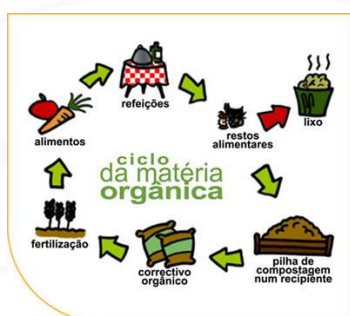 refeições
alimentos
restos
alimentares
lixo
ciclo
da matéria
orgânica
fertilização
correctivo
orgânico
pilha de
compostagem
num recipiente